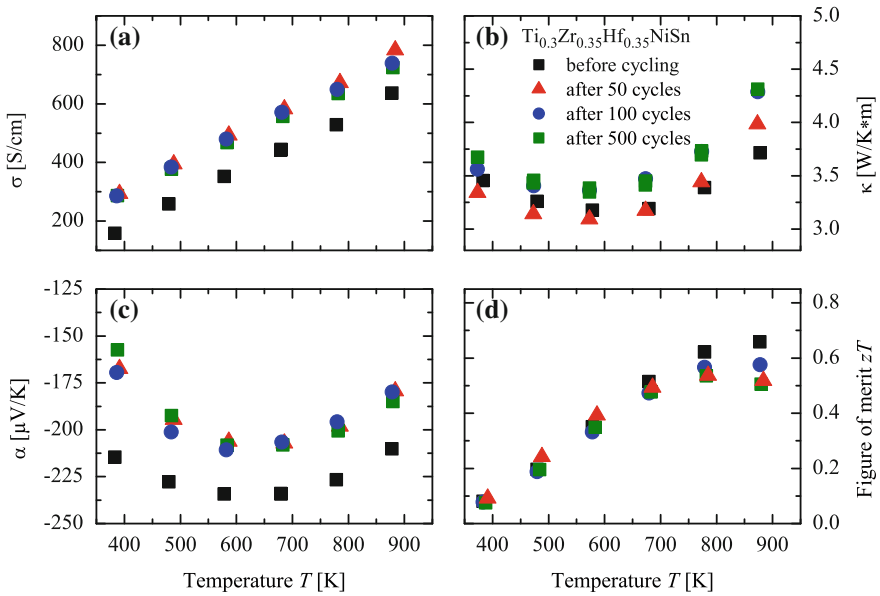 (a)
σ [S/cm]
800
600
400
200
(b)
Ti0.3Zr0.35Hf0.35NiSn
before cycling
after 50 cycles
after 100 cycles
after 500 cycles
5.0
4.5
4.25
3.75
3.5
3.0
κ [W/K*m]
(c)
α [µV/K]
-125
-150
-175
-200
-225
-250
400 500 600 700 800 900
Temperature T [K]
(d)
0.8
0.6
0.4
0.2
0.0
Figure of merit zT
400 500 600 700 800 900
Temperature T [K]